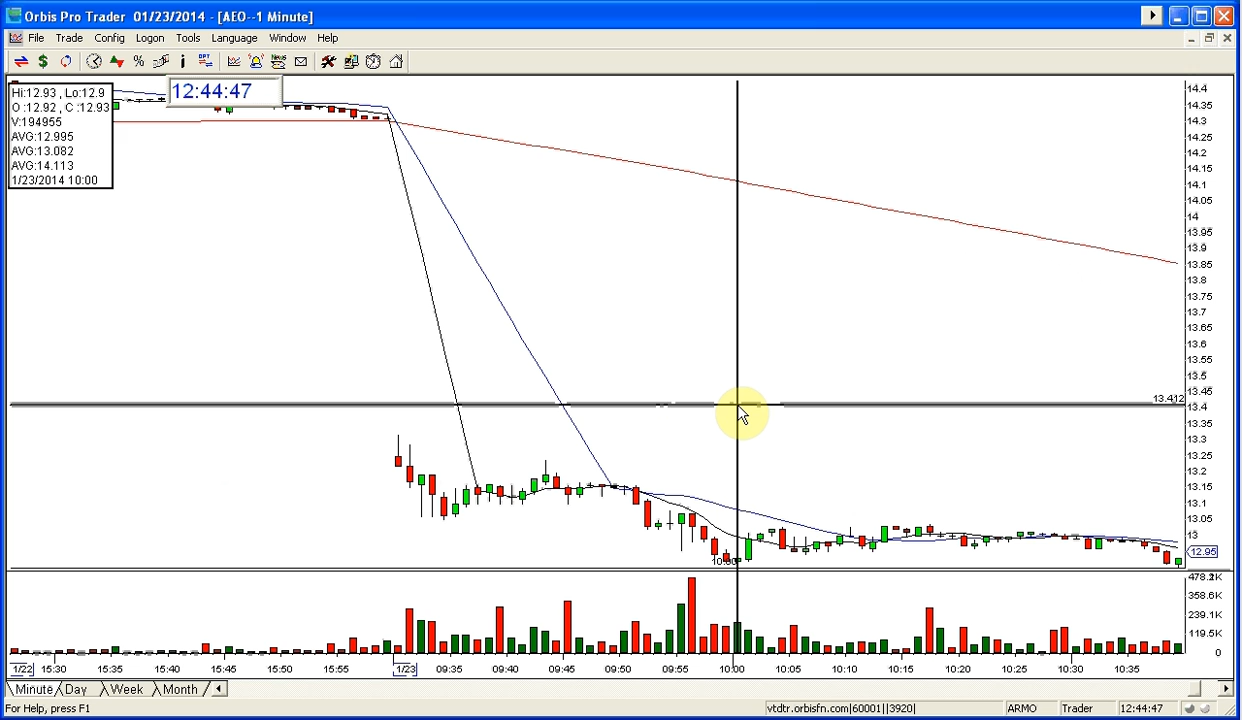 Orbis Pro Trader 01/23/2014 - [AEO--1 Minute]
File Trade Config Logon Tools Language Window Help
Hi:12.93 , Lo:12.9
O :12.92 , C :12.93
V:194955
AVG:12.995
AVG:13.082
AVG:14.113
1/23/2014 10:00
12:44:47
14.4
14.35
14.3
14.25
14.2
14.15
14.1
14.05
14
13.95
13.9
13.85
13.8
13.75
13.7
13.65
13.6
13.55
13.5
13.45
13.412
13.4
13.35
13.3
13.25
13.2
13.15
13.1
13.05
13
12.95
10:00
478.2K
358.6K
239.1K
119.5K
0
1/22 15:30 15:35 15:40 15:45 15:50 15:55 1/23 09:35 09:40 09:45 09:50 09:55 10:00 10:05 10:10 10:15 10:20 10:25 10:30 10:35
Minute Day Week Month
For Help, press F1 vtdtr.orbisfn.com|60001||3920| ARMO Trader 12:44:47